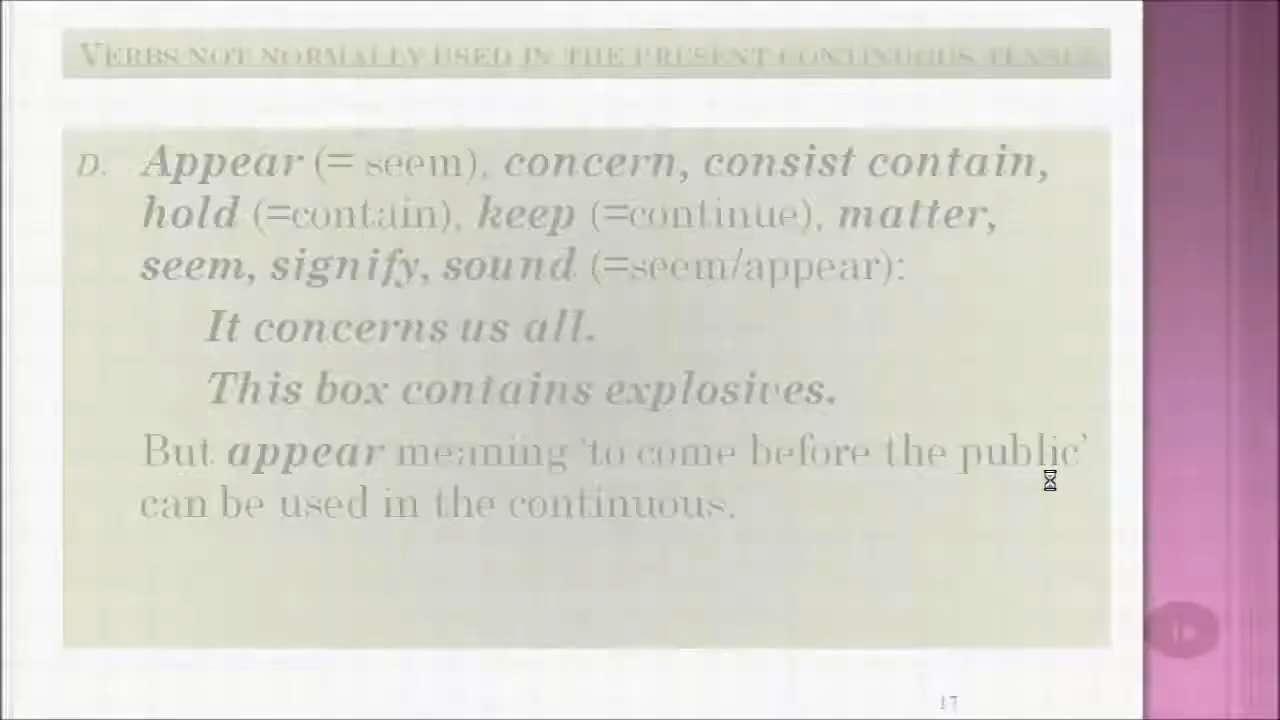 VERBS NOT NORMALLY USED IN THE PRESENT CONTINUOUS TENSES
D. Appear (= seem), concern, consist contain,
hold (=contain), keep (=continue), matter,
seem, signify, sound (=seem/appear):
It concerns us all.
This box contains explosives.
But appear meaning ‘to come before the public’
can be used in the continuous.
17